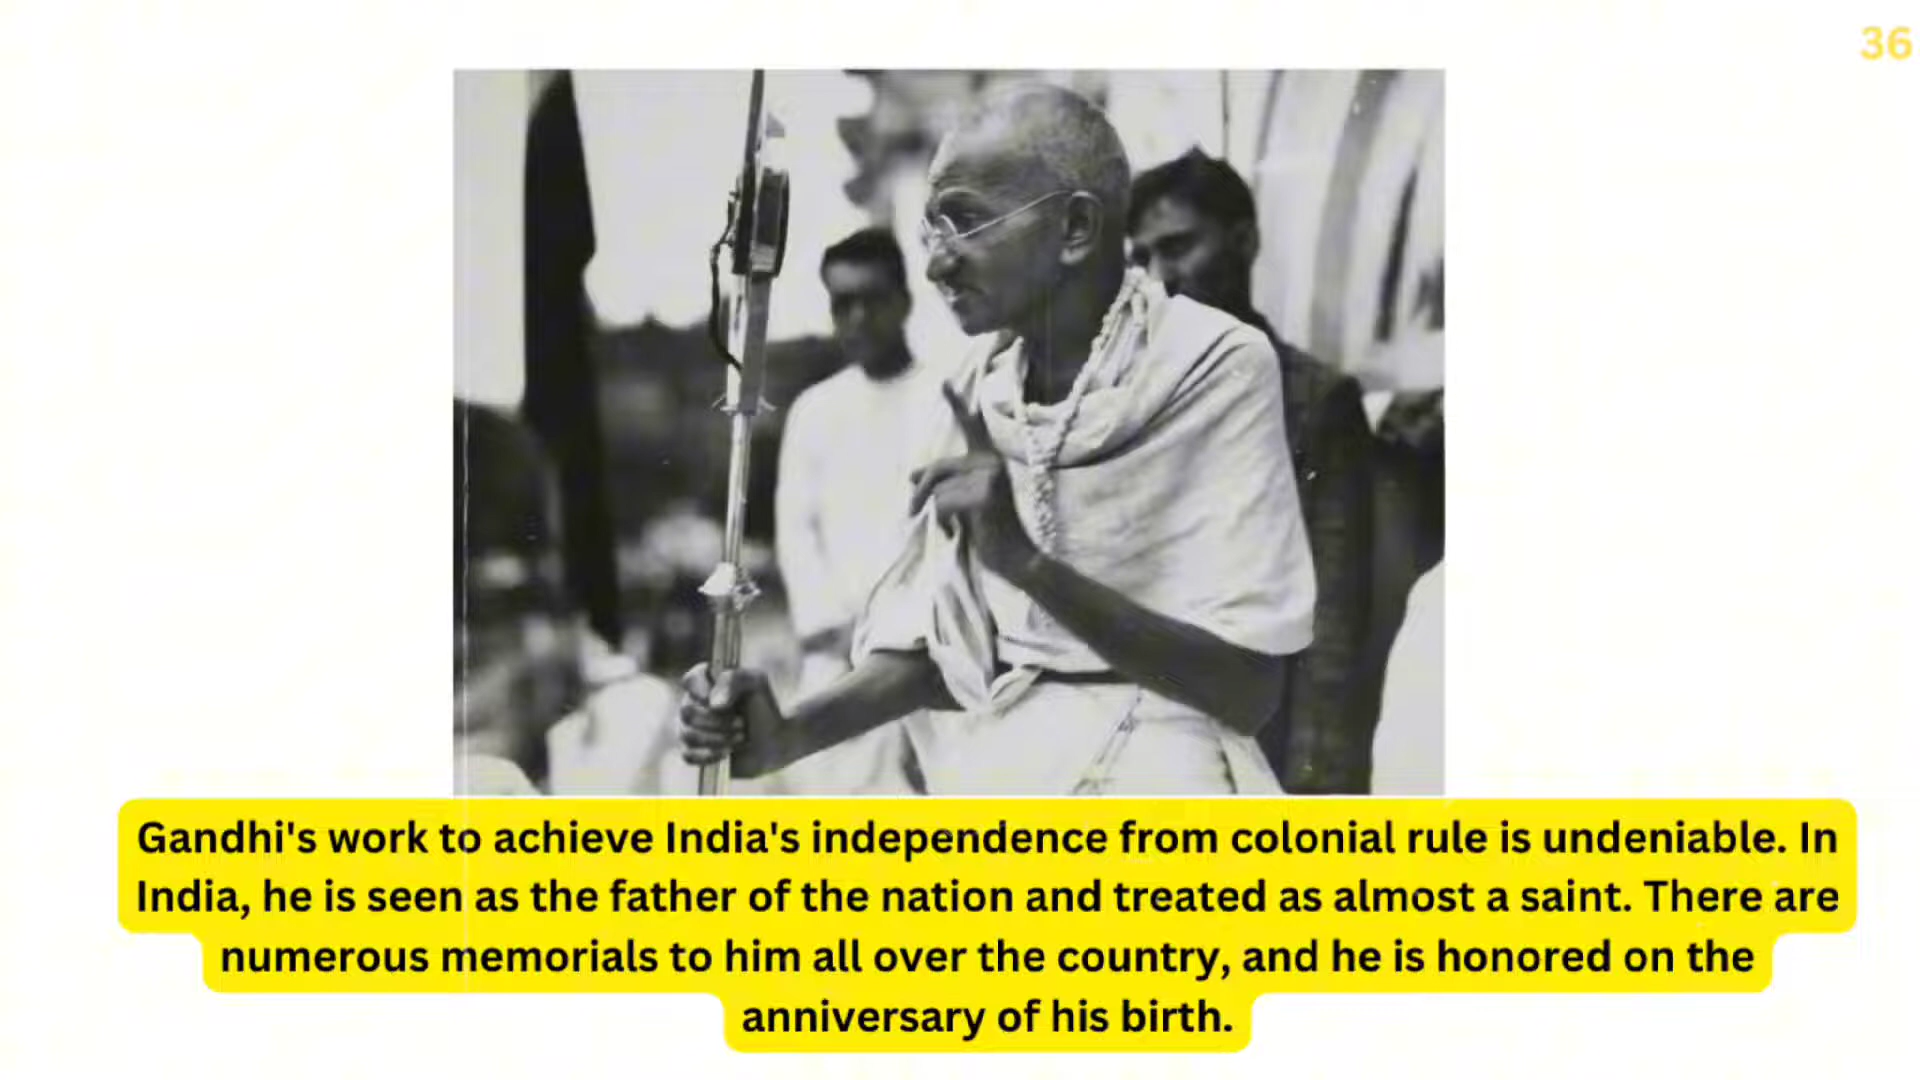 36
Gandhi's work to achieve India's independence from colonial rule is undeniable. In
India, he is seen as the father of the nation and treated as almost a saint. There are
numerous memorials to him all over the country, and he is honored on the
anniversary of his birth.